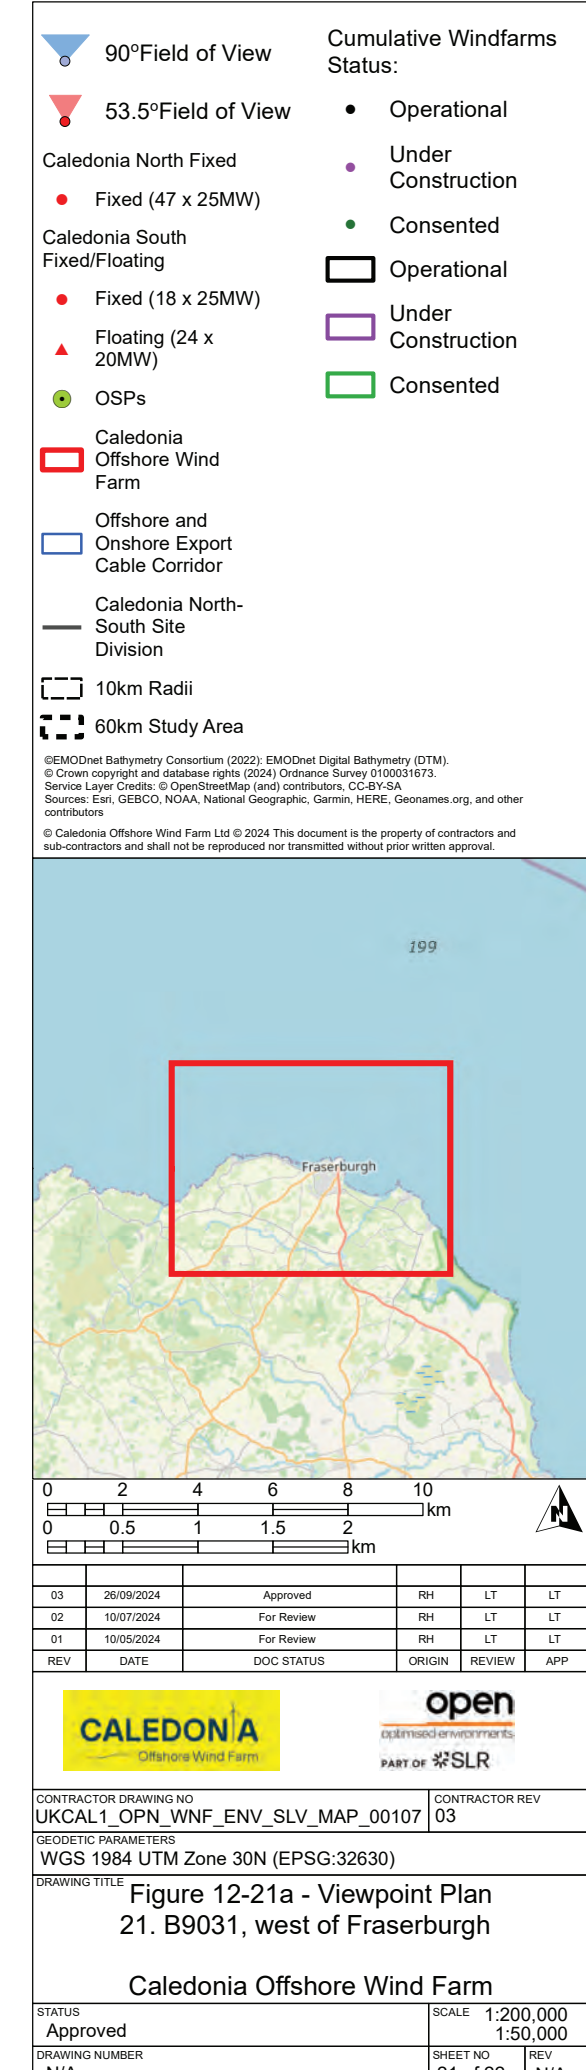 90°Field of View
53.5°Field of View
Caledonia North Fixed
Fixed (47 x 25MW)
Caledonia South
Fixed/Floating
Fixed (18 x 25MW)
Floating (24 x
20MW)
OSPs
Caledonia
Offshore Wind
Farm
Offshore and
Onshore Export
Cable Corridor
Caledonia North-
South Site
Division
10km Radii
60km Study Area
Cumulative Windfarms
Status:
Operational
Under
Construction
Consented
Operational
Under
Construction
Consented
©EMODnet Bathymetry Consortium (2022): EMODnet Digital Bathymetry (DTM).
© Crown copyright and database rights (2024) Ordnance Survey 0100031673.
Service Layer Credits: © OpenStreetMap (and) contributors, CC-BY-SA
Sources: Esri, GEBCO, NOAA, National Geographic, Garmin, HERE, Geonames.org, and other
contributors
© Caledonia Offshore Wind Farm Ltd © 2024 This document is the property of contractors and
sub-contractors and shall not be reproduced nor transmitted without prior written approval.
199
Fraserburgh
0 2 4 6 8 10
km
0 0.5 1 1.5 2
km
N
03 26/09/2024 Approved RH LT LT
02 10/07/2024 For Review RH LT LT
01 10/05/2024 For Review RH LT LT
REV DATE DOC STATUS ORIGIN REVIEW APP
CALEDONIA
Offshore Wind Farm
open
optimised environments
PART OF SLR
CONTRACTOR DRAWING NO
UKCAL1_OPN_WNF_ENV_SLV_MAP_00107
CONTRACTOR REV
03
GEODETIC PARAMETERS
WGS 1984 UTM Zone 30N (EPSG:32630)
DRAWING TITLE
Figure 12-21a - Viewpoint Plan
21. B9031, west of Fraserburgh
Caledonia Offshore Wind Farm
STATUS
Approved
SCALE 1:200,000
1:50,000
DRAWING NUMBER
SHEET NO
REV